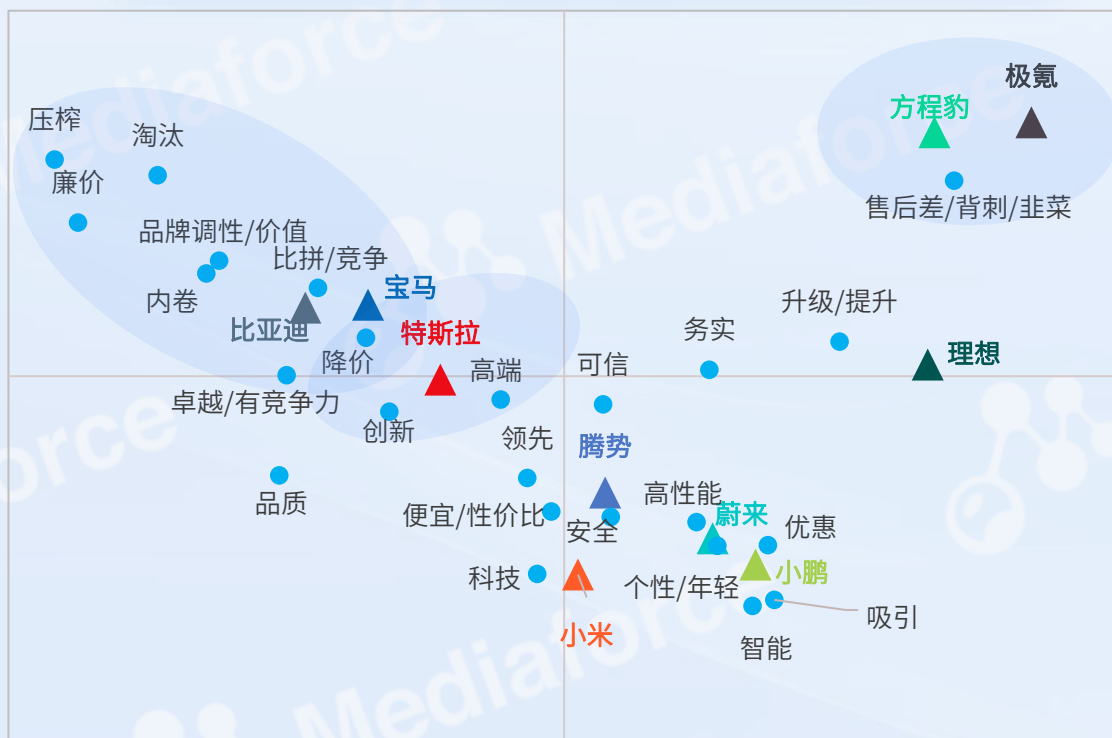 极氪
方程豹
压榨
淘汰
廉价
售后差/背刺/韭菜
品牌调性/价值
比拼/竞争
宝马
内卷
升级/提升
比亚迪
特斯拉
务实
理想
降价
高端
可信
卓越/有竞争力
创新
领先
腾势
品质
高性能
便宜/性价比
蔚来
安全
优惠
科技
个性/年轻
小鹏
吸引
小米
智能
Mediaforce
Mediaforce
Mediaforce
force